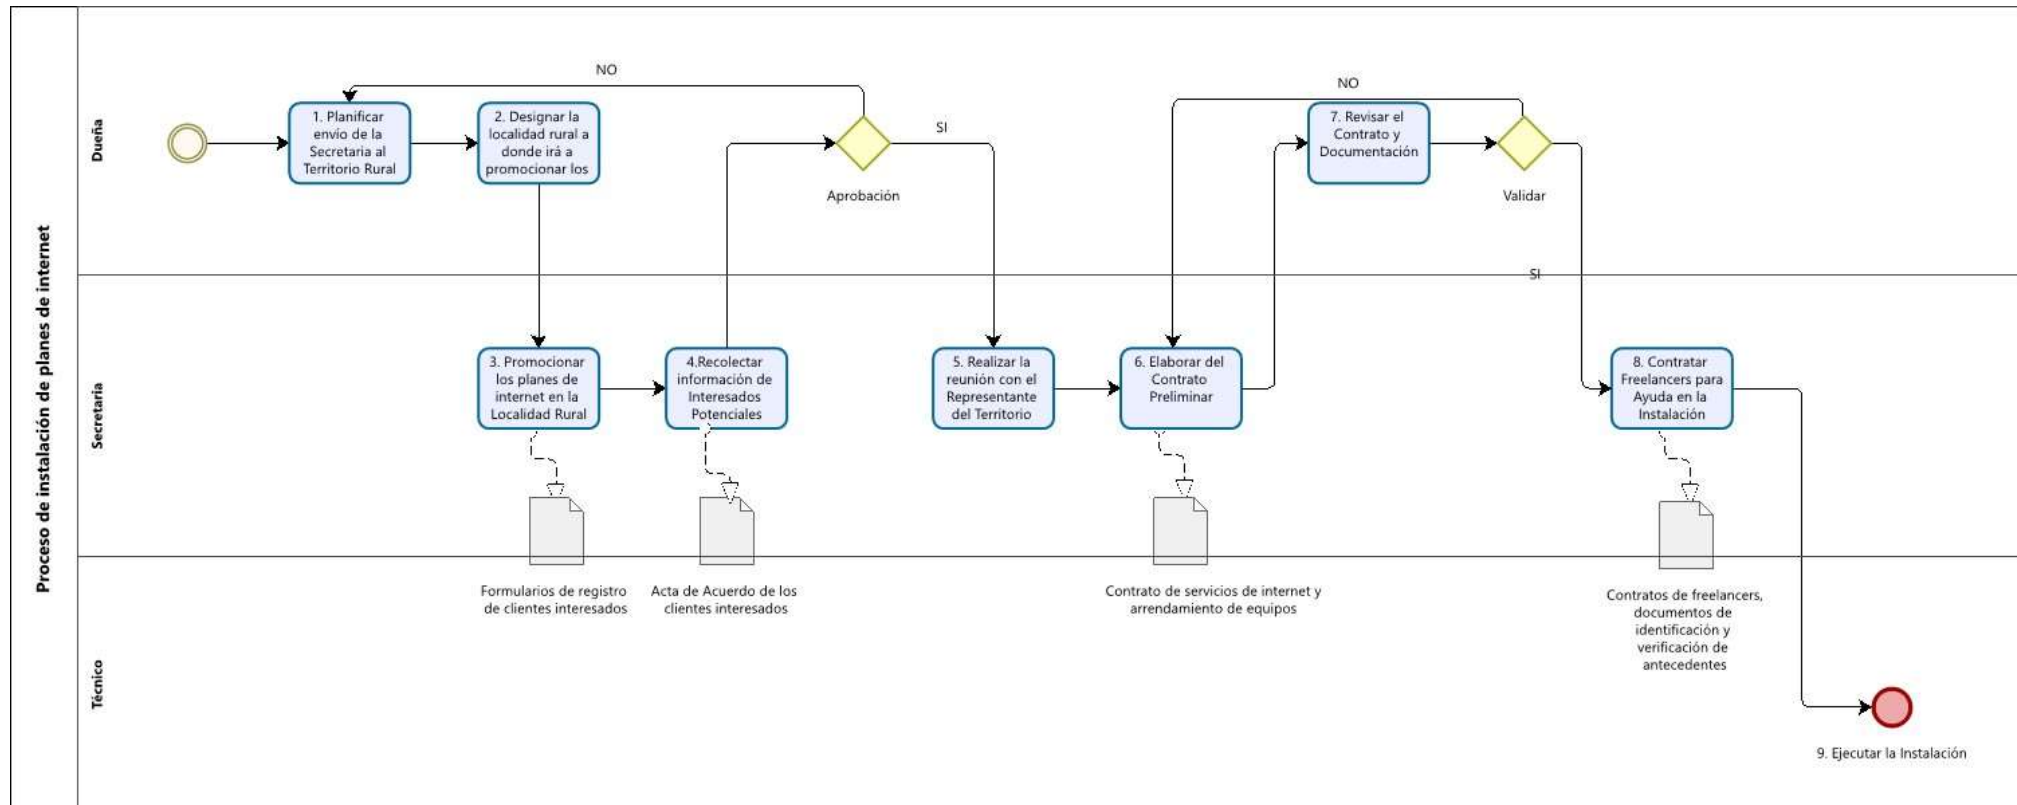 Proceso de instalación de planes de internet
Dueña
NO
1. Planificar
envío de la
Secretaria al
Territorio Rural
2. Designar la
localidad rural a
donde irá a
promocionar los
Aprobación
SI
NO
7. Revisar el
Contrato y
Documentación
Validar
SI
Secretaria
3. Promocionar
los planes de
internet en la
Localidad Rural
4.Recolectar
información de
Interesados
Potenciales
5. Realizar la
reunión con el
Representante
del Territorio
6. Elaborar del
Contrato
Preliminar
8. Contratar
Freelancers para
Ayuda en la
Instalación
Técnico
Formularios de registro
de clientes interesados
Acta de Acuerdo de los
clientes interesados
Contrato de servicios de internet y
arrendamiento de equipos
Contratos de freelancers,
documentos de
identificación y
verificación de
antecedentes
9. Ejecutar la Instalación